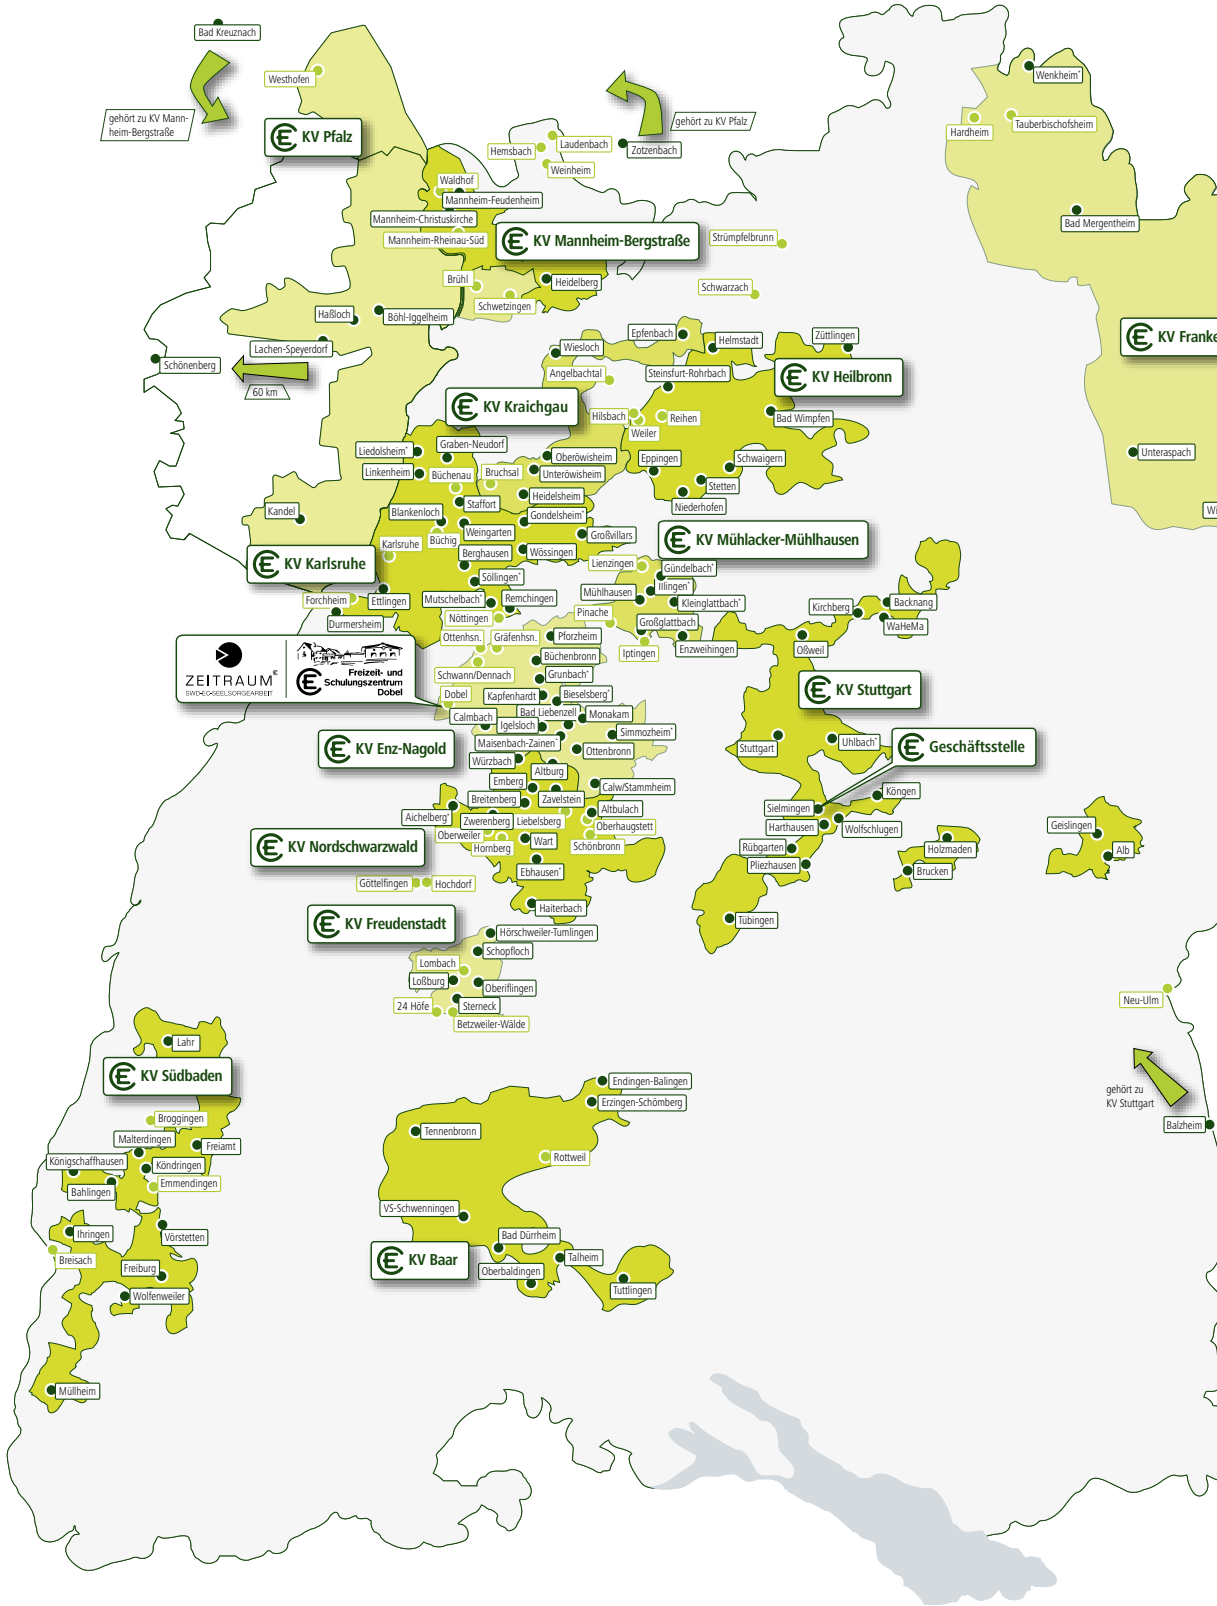 Bad Kreuznach
Westhofen
gehört zu KV Mann-
heim-Bergstraße
KV Pfalz
gehört zu KV Pfalz
Laudenbach
Hemsbach
Zotzenbach
Weinheim
Wenkheim*
Hardheim
Tauberbischofsheim
Bad Mergentheim
Waldhof
Mannheim-Feudenheim
Mannheim-Christuskirche
Mannheim-Rheinau-Süd
KV Mannheim-Bergstraße
Strümpfelbrunn
Brühl
Heidelberg
Schwetzingen
Schwarzach
Haßloch
Böhl-Iggelheim
Lachen-Speyerdorf
Schönenberg
60 km
Epfenbach
Helmstadt
Züttlingen
Wiesloch
Angelbachtal
Steinsfurt-Rohrbach
KV Heilbronn
KV Franke
KV Kraichgau
Hilsbach
Reihen
Weiler
Bad Wimpfen
Liedolsheim*
Graben-Neudorf
Linkenheim
Büchenau
Bruchsal
Oberöwisheim
Unteröwisheim
Eppingen
Schwaigern
Stetten
Niederhofen
Unteraspach
Heidelsheim
Staffort
Kandel
Blankenloch
Gondelsheim*
Weingarten
Büchig
Großvillars
Wi
Karlsruhe
Berghausen
Wössingen
KV Karlsruhe
KV Mühlacker-Mühlhausen
Lienzingen
Gündelbach*
Söllingen*
Illingen*
Mühlhausen
Kleinglattbach*
Forchheim
Ettlingen
Durmersheim
Mutschelbach*
Remchingen
Nöttingen
Pinache
Großglattbach
Iptingen
Enzweihingen
Kirchberg
Backnang
WaHeMa
Oßweil
Ottenhsn.
Gräfenhsn.
Pforzheim
Büchenbronn
Schwann/Dennach
Grunbach*
ZEITRAUM®
SWD-EC-SEELSORGEARBEIT
Freizeit- und
Schulungszentrum
Dobel
Dobel
Kapfenhardt
Bieselsberg*
KV Stuttgart
Calmbach
Bad Liebenzell
Monakam
Igelsloch
Simmozheim*
Maisenbach-Zainen*
Ottenbronn
KV Enz-Nagold
Stuttgart
Uhlbach*
Geschäftsstelle
Würzbach
Altburg
Emberg
Calw/Stammheim
Breitenberg
Zavelstein
Köngen
Aichelberg*
Altbulach
Sielmingen
Zwerenberg
Liebelsberg
Oberhaugstett
Harthausen
Wolfschlugen
Oberweiler
Hornberg
Wart
Schönbronn
Rübgarten
Holzmaden
Geislingen
Alb
KV Nordschwarzwald
Ebhausen*
Pliezhausen
Brucken
Göttelfingen
Hochdorf
Haiterbach
Tübingen
KV Freudenstadt
Hörschweiler-Tumlingen
Schopfloch
Lombach
Loßburg
Oberiflingen
24 Höfe
Sterneck
Betzweiler-Wälde
Neu-Ulm
Lahr
KV Südbaden
Endingen-Balingen
Erzingen-Schömberg
gehört zu
KV Stuttgart
Balzheim
Broggingen
Tennenbronn
Malterdingen
Freiamt
Königschaffhausen
Köndringen
Rottweil
Bahlingen
Emmendingen
VS-Schwenningen
Ihringen
Vörstetten
Bad Dürrheim
Breisach
KV Baar
Talheim
Freiburg
Oberbaldingen
Wolfenweiler
Tuttlingen
Müllheim